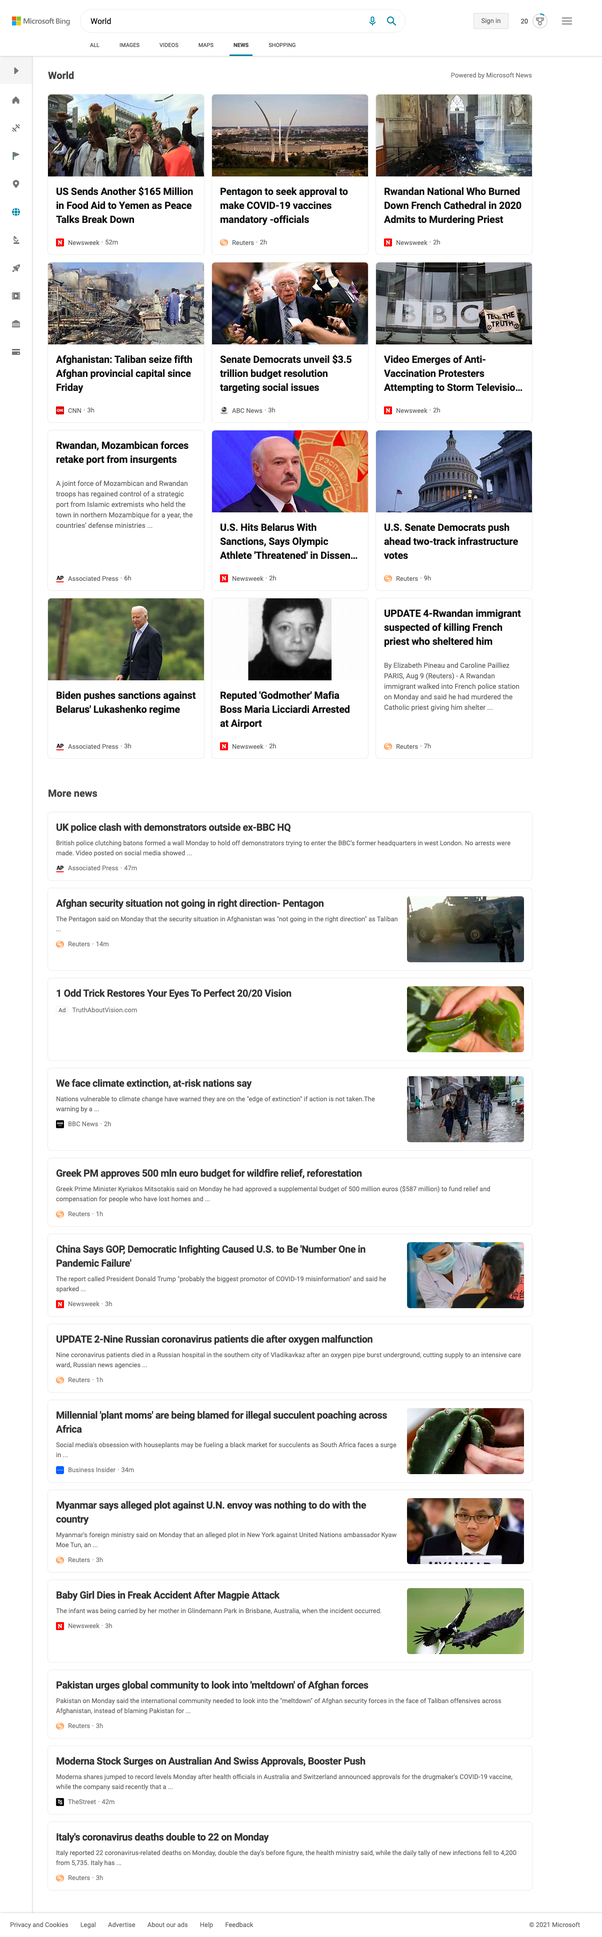 Microsoft Bing
World
Sign in
20
ALL
IMAGES
VIDEOS
MAPS
NEWS
SHOPPING
World
Powered by Microsoft News
US Sends Another $165 Million
in Food Aid to Yemen as Peace
Talks Break Down
Newsweek · 52m
Pentagon to seek approval to
make COVID-19 vaccines
mandatory -officials
Reuters · 2h
Rwandan National Who Burned
Down French Cathedral in 2020
Admits to Murdering Priest
Newsweek · 2h
Afghanistan: Taliban seize fifth
Afghan provincial capital since
Friday
CNN · 3h
Senate Democrats unveil $3.5
trillion budget resolution
targeting social issues
ABC News · 3h
BBC
TELL THE
TRUTH
Video Emerges of Anti-
Vaccination Protesters
Attempting to Storm Televisio...
Newsweek · 2h
Rwandan, Mozambican forces
retake port from insurgents
A joint force of Mozambican and Rwandan
troops has regained control of a strategic
port from Islamic extremists who held the
town in northern Mozambique for a year, the
countries' defense ministries ...
AP Associated Press · 6h
U.S. Hits Belarus With
Sanctions, Says Olympic
Athlete 'Threatened' in Dissen...
Newsweek · 2h
U.S. Senate Democrats push
ahead two-track infrastructure
votes
Reuters · 9h
Biden pushes sanctions against
Belarus' Lukashenko regime
AP Associated Press · 3h
Reputed 'Godmother' Mafia
Boss Maria Licciardi Arrested
at Airport
Newsweek · 2h
UPDATE 4-Rwandan immigrant
suspected of killing French
priest who sheltered him
By Elizabeth Pineau and Caroline Pailliez
PARIS, Aug 9 (Reuters) - A Rwandan
immigrant walked into French police station
on Monday and said he had murdered the
Catholic priest giving him shelter ...
Reuters · 7h
More news
UK police clash with demonstrators outside ex-BBC HQ
British police clutching batons formed a wall Monday to hold off demonstrators trying to enter the BBC's former headquarters in west London. No arrests were
made. Video posted on social media showed ...
AP Associated Press · 47m
Afghan security situation not going in right direction- Pentagon
The Pentagon said on Monday that the security situation in Afghanistan was "not going in the right direction" as Taliban
...
Reuters · 14m
1 Odd Trick Restores Your Eyes To Perfect 20/20 Vision
Ad TruthAboutVision.com
We face climate extinction, at-risk nations say
Nations vulnerable to climate change have warned they are on the "edge of extinction" if action is not taken.The
warning by a ...
BBC News · 2h
Greek PM approves 500 mln euro budget for wildfire relief, reforestation
Greek Prime Minister Kyriakos Mitsotakis said on Monday he had approved a supplemental budget of 500 million euros ($587 million) to fund relief and
compensation for people who have lost homes and ...
Reuters · 1h
China Says GOP, Democratic Infighting Caused U.S. to Be 'Number One in
Pandemic Failure'
The report called President Donald Trump "probably the biggest promotor of COVID-19 misinformation" and said he
sparked ...
Newsweek · 3h
UPDATE 2-Nine Russian coronavirus patients die after oxygen malfunction
Nine coronavirus patients died in a Russian hospital in the southern city of Vladikavkaz after an oxygen pipe burst underground, cutting supply to an intensive care
ward, Russian news agencies ...
Reuters · 1h
Millennial 'plant moms' are being blamed for illegal succulent poaching across
Africa
Social media's obsession with houseplants may be fueling a black market for succulents as South Africa faces a surge
in ...
Business Insider · 34m
Myanmar says alleged plot against U.N. envoy was nothing to do with the
country
Myanmar's foreign ministry said on Monday that an alleged plot in New York against United Nations ambassador Kyaw
Moe Tun, an ...
Reuters · 3h
MYANMAR
Baby Girl Dies in Freak Accident After Magpie Attack
The infant was being carried by her mother in Glindemann Park in Brisbane, Australia, when the incident occurred.
Newsweek · 3h
Pakistan urges global community to look into 'meltdown' of Afghan forces
Pakistan on Monday said the international community needed to look into the "meltdown" of Afghan security forces in the face of Taliban offensives across
Afghanistan, instead of blaming Pakistan for ...
Reuters · 3h
Moderna Stock Surges on Australian And Swiss Approvals, Booster Push
Moderna shares jumped to record levels Monday after health officials in Australia and Switzerland announced approvals for the drugmaker's COVID-19 vaccine,
while the company said recently that a ...
TheStreet · 42m
Italy's coronavirus deaths double to 22 on Monday
Italy reported 22 coronavirus-related deaths on Monday, double the day's before figure, the health ministry said, while the daily tally of new infections fell to 4,200
from 5,735. Italy has ...
Reuters · 3h
Privacy and Cookies
Legal
Advertise
About our ads
Help
Feedback
© 2021 Microsoft